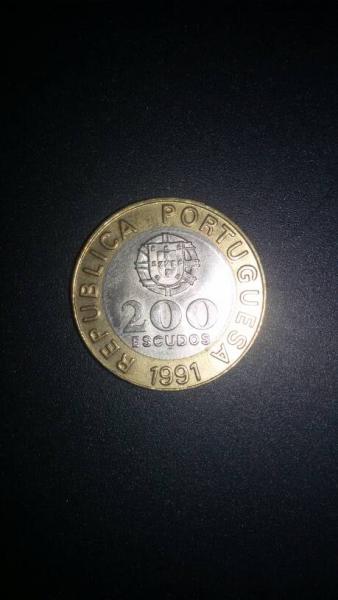 REPUBLICA PORTUGUESA
200
ESCUDOS
1991